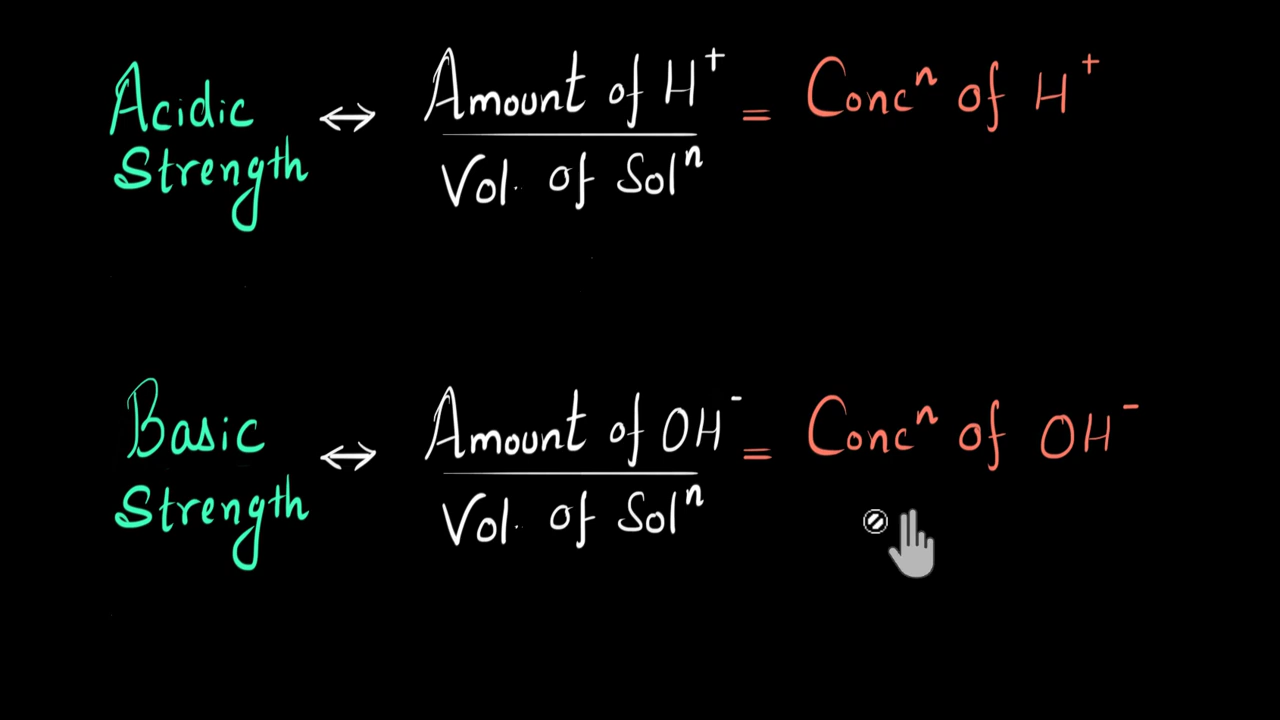 Acidic Strength ↔ Amount of H⁺ / Vol. of Solⁿ = Concⁿ of H⁺
Basic Strength ↔ Amount of OH⁻ / Vol. of Solⁿ = Concⁿ of OH⁻